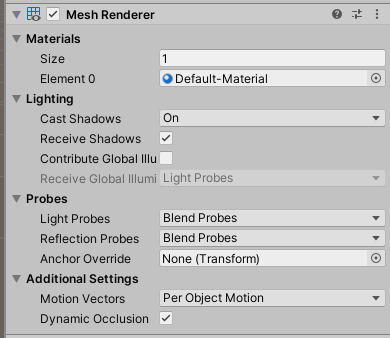 Mesh Renderer
Materials
Size 1
Element 0 Default-Material
Lighting
Cast Shadows On
Receive Shadows
Contribute Global Illu
Receive Global Illumi Light Probes
Probes
Light Probes Blend Probes
Reflection Probes Blend Probes
Anchor Override None (Transform)
Additional Settings
Motion Vectors Per Object Motion
Dynamic Occlusion